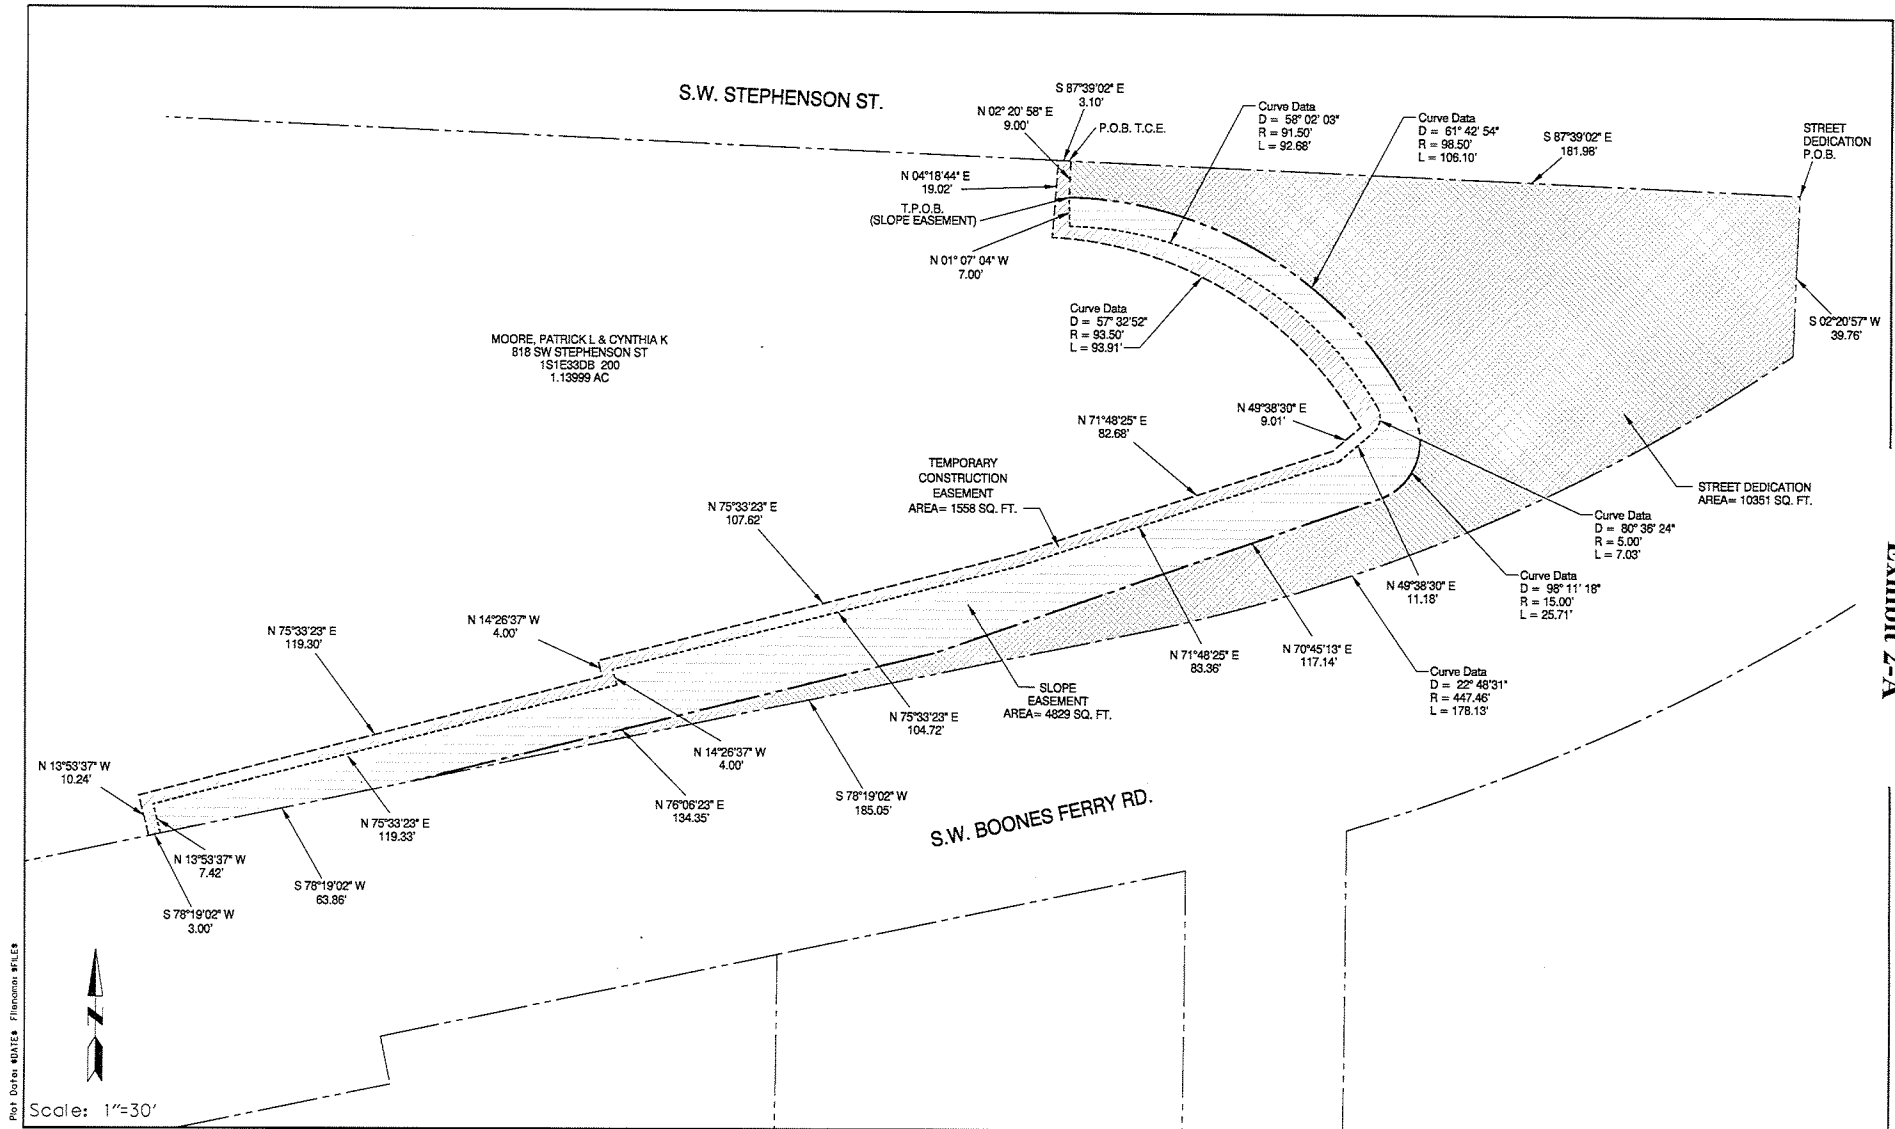 S.W. STEPHENSON ST.
S 87°39'02" E
3.10'
N 02° 20' 58" E
9.00'
P.O.B. T.C.E.
Curve Data
D = 58° 02' 03"
R = 91.50'
L = 92.68'
Curve Data
D = 61° 42' 54"
R = 98.50'
L = 106.10'
S 87°39'02" E
181.98'
STREET
DEDICATION
P.O.B.
N 04°18'44" E
19.02'
T.P.O.B.
(SLOPE EASEMENT)
N 01° 07' 04" W
7.00'
Curve Data
D = 57° 32'52"
R = 93.50'
L = 93.91'
S 02°20'57" W
39.76'
MOORE, PATRICK L & CYNTHIA K
818 SW STEPHENSON ST
1S1E33DB 200
1.13999 AC
N 49°38'30" E
9.01'
N 71°48'25" E
82.68'
TEMPORARY
CONSTRUCTION
EASEMENT
AREA= 1558 SQ. FT.
STREET DEDICATION
AREA= 10351 SQ. FT.
N 75°33'23" E
107.62'
Curve Data
D = 80° 36' 24"
R = 5.00'
L = 7.03'
Curve Data
D = 98° 11' 18"
R = 15.00'
L = 25.71'
N 49°38'30" E
11.18'
N 14°26'37" W
4.00'
N 75°33'23" E
119.30'
N 70°45'13" E
117.14'
N 71°48'25" E
83.36'
Curve Data
D = 22° 48'31"
R = 447.46'
L = 178.13'
SLOPE
EASEMENT
AREA= 4829 SQ. FT.
N 75°33'23" E
104.72'
N 14°26'37" W
4.00'
N 13°53'37" W
10.24'
S 78°19'02" W
185.05'
N 76°06'23" E
134.35'
N 75°33'23" E
119.33'
S.W. BOONES FERRY RD.
N 13°53'37" W
7.42'
S 78°19'02" W
63.86'
S 78°19'02" W
3.00'
N
Scale: 1"=30'
Plot Date: $DATE$ Filename: $FILE$
Exhibit 2-A